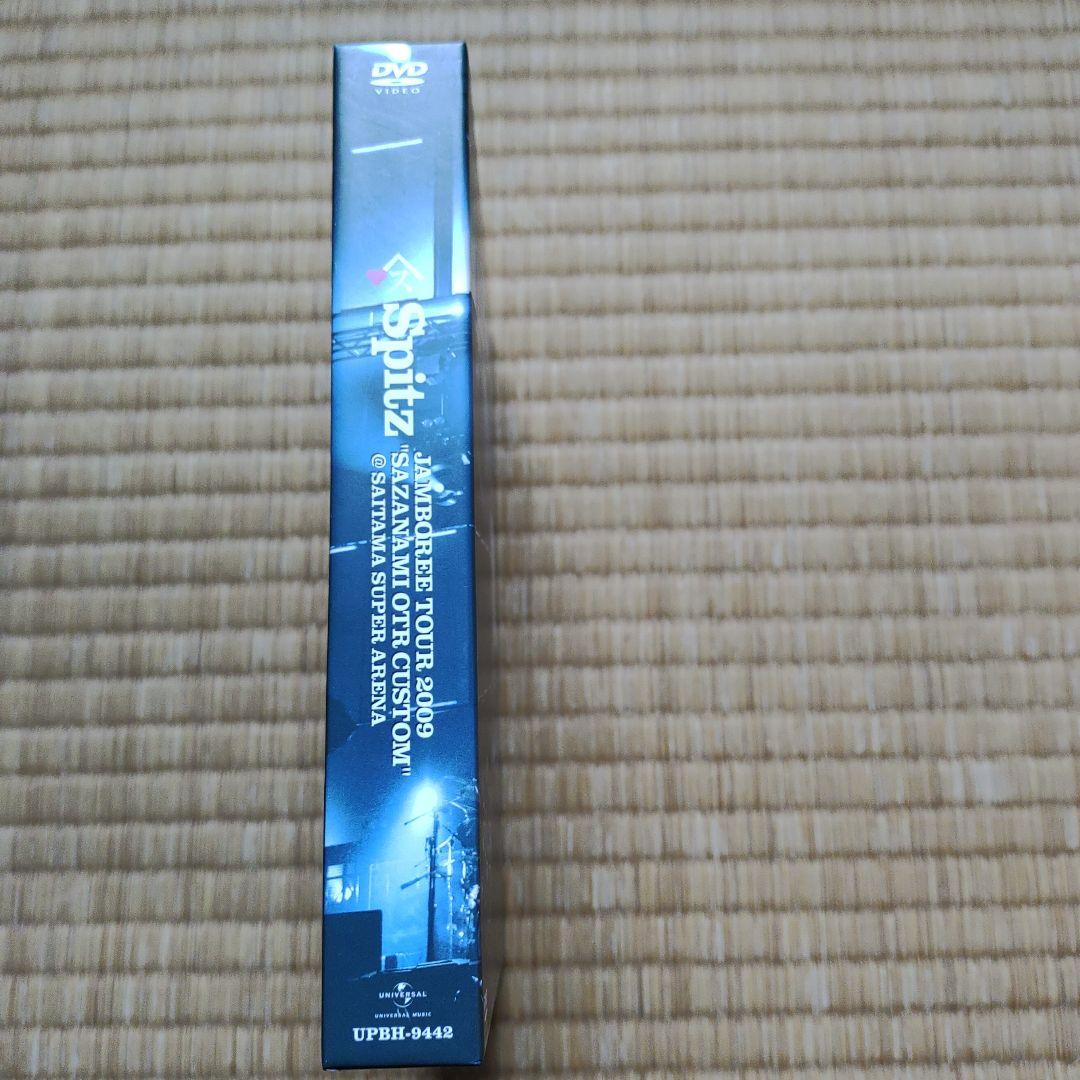 DVD
VIDEO
Spitz
JAMBOREE TOUR 2009
"SAZANAMI OTR CUSTOM"
@ SAITAMA SUPER ARENA
UNIVERSAL
UNIVERSAL MUSIC
UPBH-9442